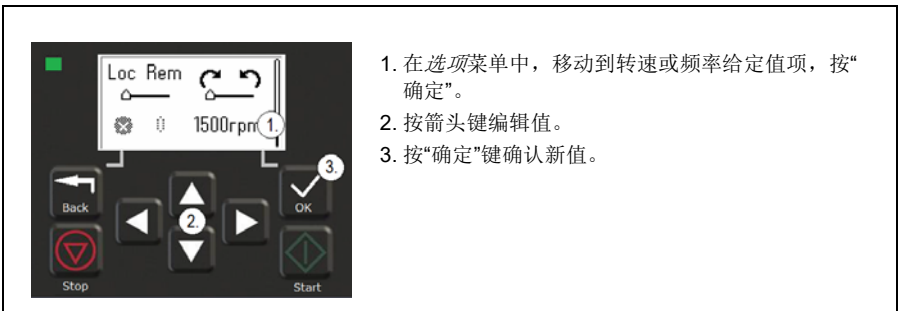 Loc Rem
0 1500rpm 1.
Back
2.
3.
OK
Stop
Start
1. 在选项菜单中，移动到转速或频率给定值项，按“
确定”。
2. 按箭头键编辑值。
3. 按“确定”键确认新值。